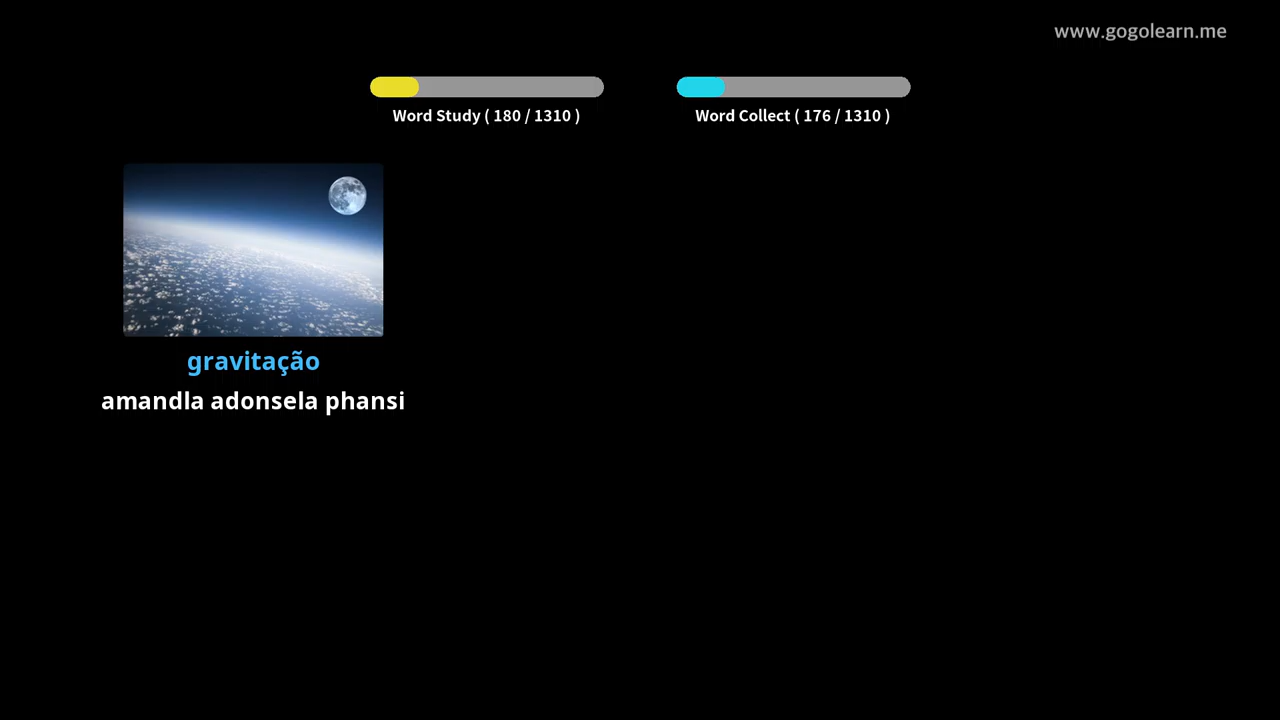 www.gogolearn.me
Word Study ( 180 / 1310 )
Word Collect ( 176 / 1310 )
gravitação
amandla adonsela phansi